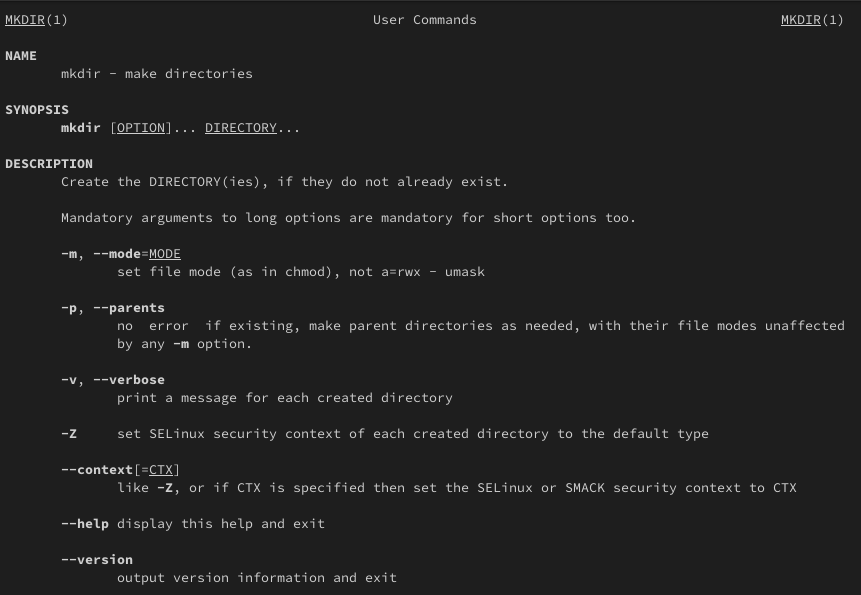 MKDIR(1) User Commands MKDIR(1)
NAME
mkdir - make directories
SYNOPSIS
mkdir [OPTION]... DIRECTORY...
DESCRIPTION
Create the DIRECTORY(ies), if they do not already exist.
Mandatory arguments to long options are mandatory for short options too.
-m, --mode=MODE
set file mode (as in chmod), not a=rwx - umask
-p, --parents
no  error  if existing, make parent directories as needed, with their file modes unaffected
by any -m option.
-v, --verbose
print a message for each created directory
-Z set SELinux security context of each created directory to the default type
--context[=CTX]
like -Z, or if CTX is specified then set the SELinux or SMACK security context to CTX
--help display this help and exit
--version
output version information and exit